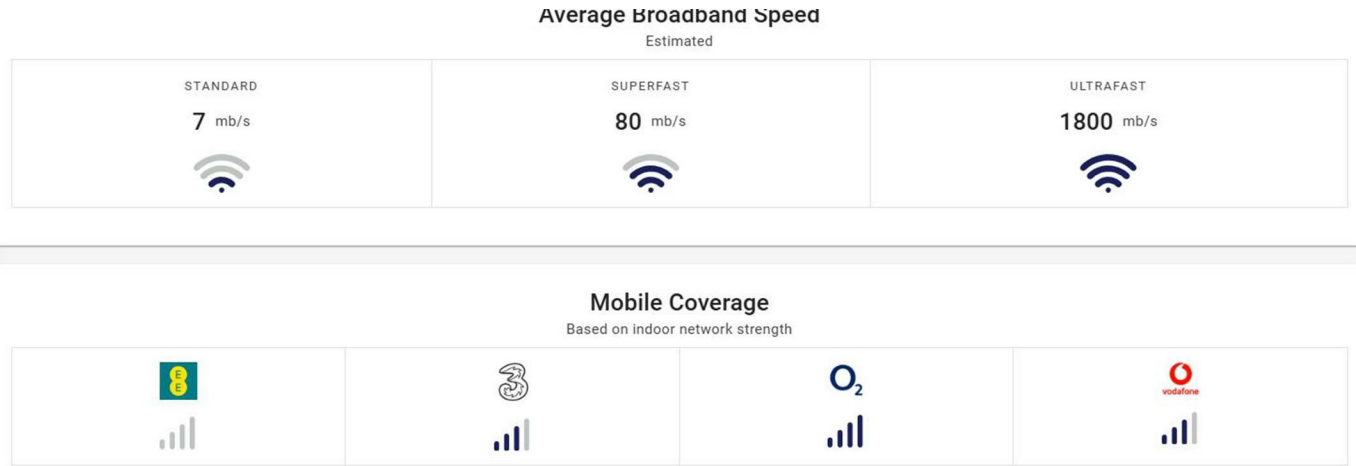 Average Broadband Speed
Estimated
STANDARD
7 mb/s
SUPERFAST
80 mb/s
ULTRAFAST
1800 mb/s
Mobile Coverage
Based on indoor network strength
EE
3
O2
vodafone